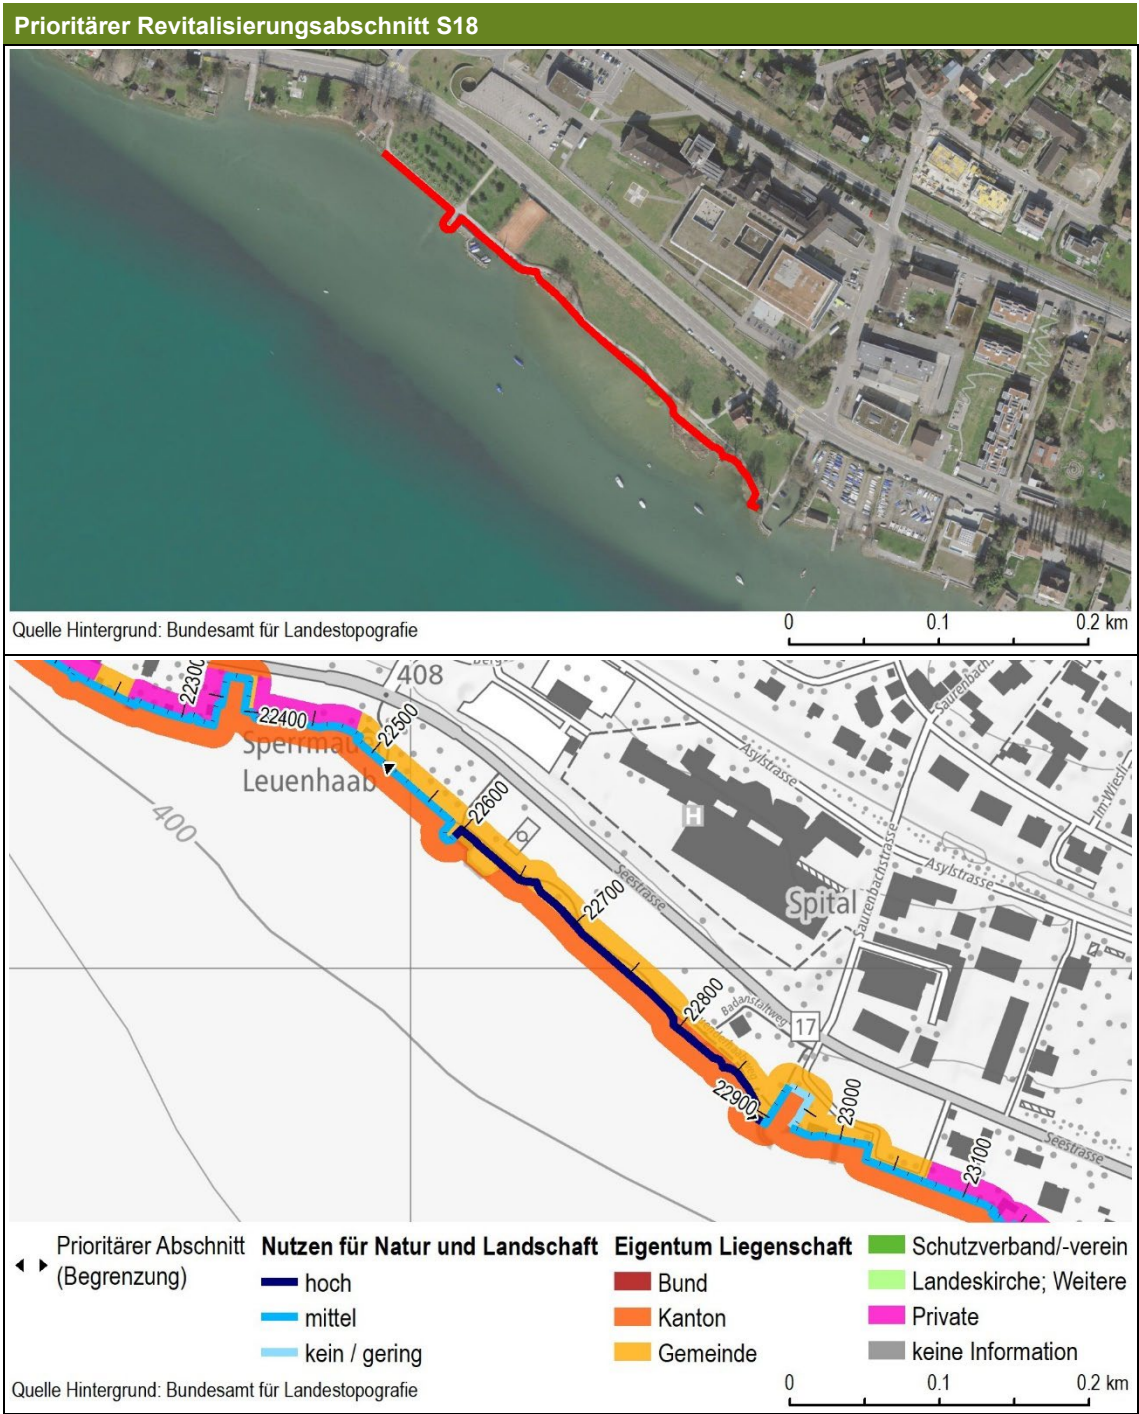 Prioritärer Revitalisierungsabschnitt S18
Quelle Hintergrund: Bundesamt für Landestopografie
0 0.1 0.2 km
408
22300
22400
22500
Sperrmau
Leuenhaab
400
22600
22700
22800
22900
23000
23100
Seestrasse
H
Spital
Asylstrasse
Asylstrasse
Saurenbachstrasse
Saurenbach
Im Wiesli
Badanstaltweg
17
Seestrasse
Prioritärer Abschnitt
(Begrenzung)
Nutzen für Natur und Landschaft
hoch
mittel
kein / gering
Eigentum Liegenschaft
Bund
Kanton
Gemeinde
Schutzverband/-verein
Landeskirche; Weitere
Private
keine Information
Quelle Hintergrund: Bundesamt für Landestopografie
0 0.1 0.2 km